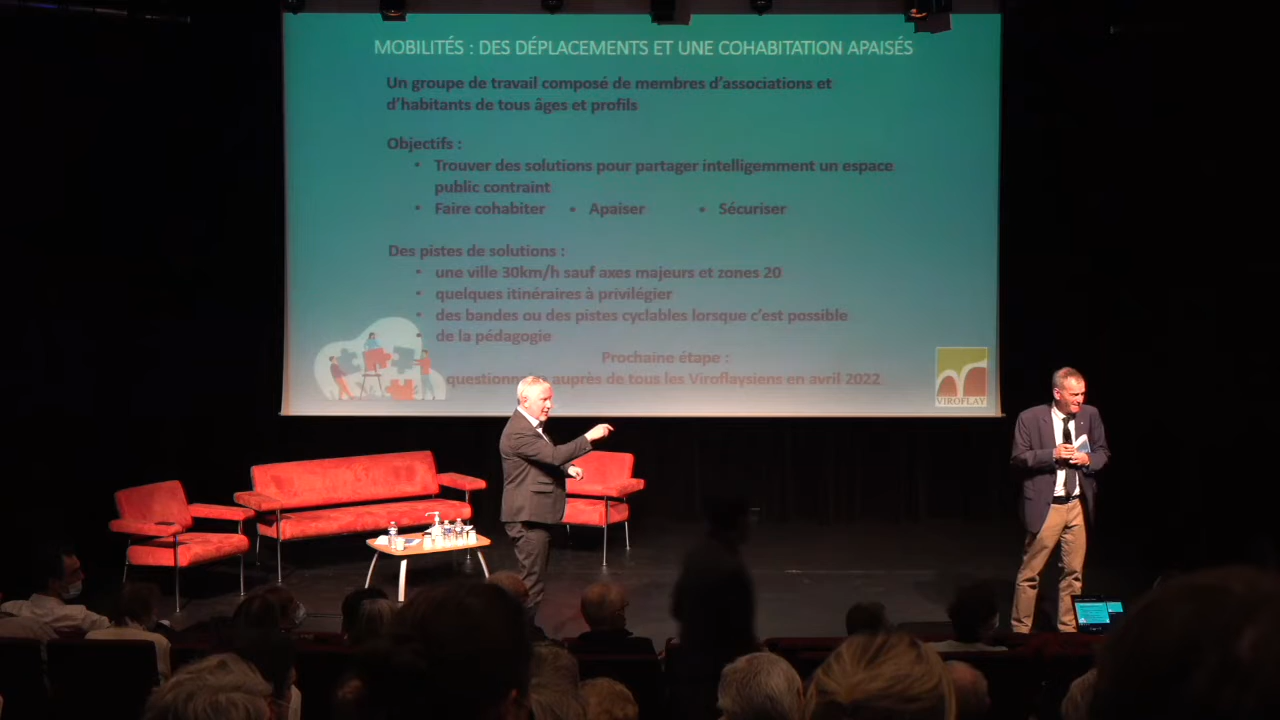 MOBILITÉS : DES DÉPLACEMENTS ET UNE COHABITATION APAISÉS
Un groupe de travail composé de membres d'associations et
d'habitants de tous âges et profils
Objectifs :
• Trouver des solutions pour partager intelligemment un espace
public contraint
• Faire cohabiter • Apaiser • Sécuriser
Des pistes de solutions :
• une ville 30km/h sauf axes majeurs et zones 20
• quelques itinéraires à privilégier
• des bandes ou des pistes cyclables lorsque c'est possible
• de la pédagogie
Prochaine étape :
auprès de tous les Viroflaysiens en avril 2022
VIROFLAY